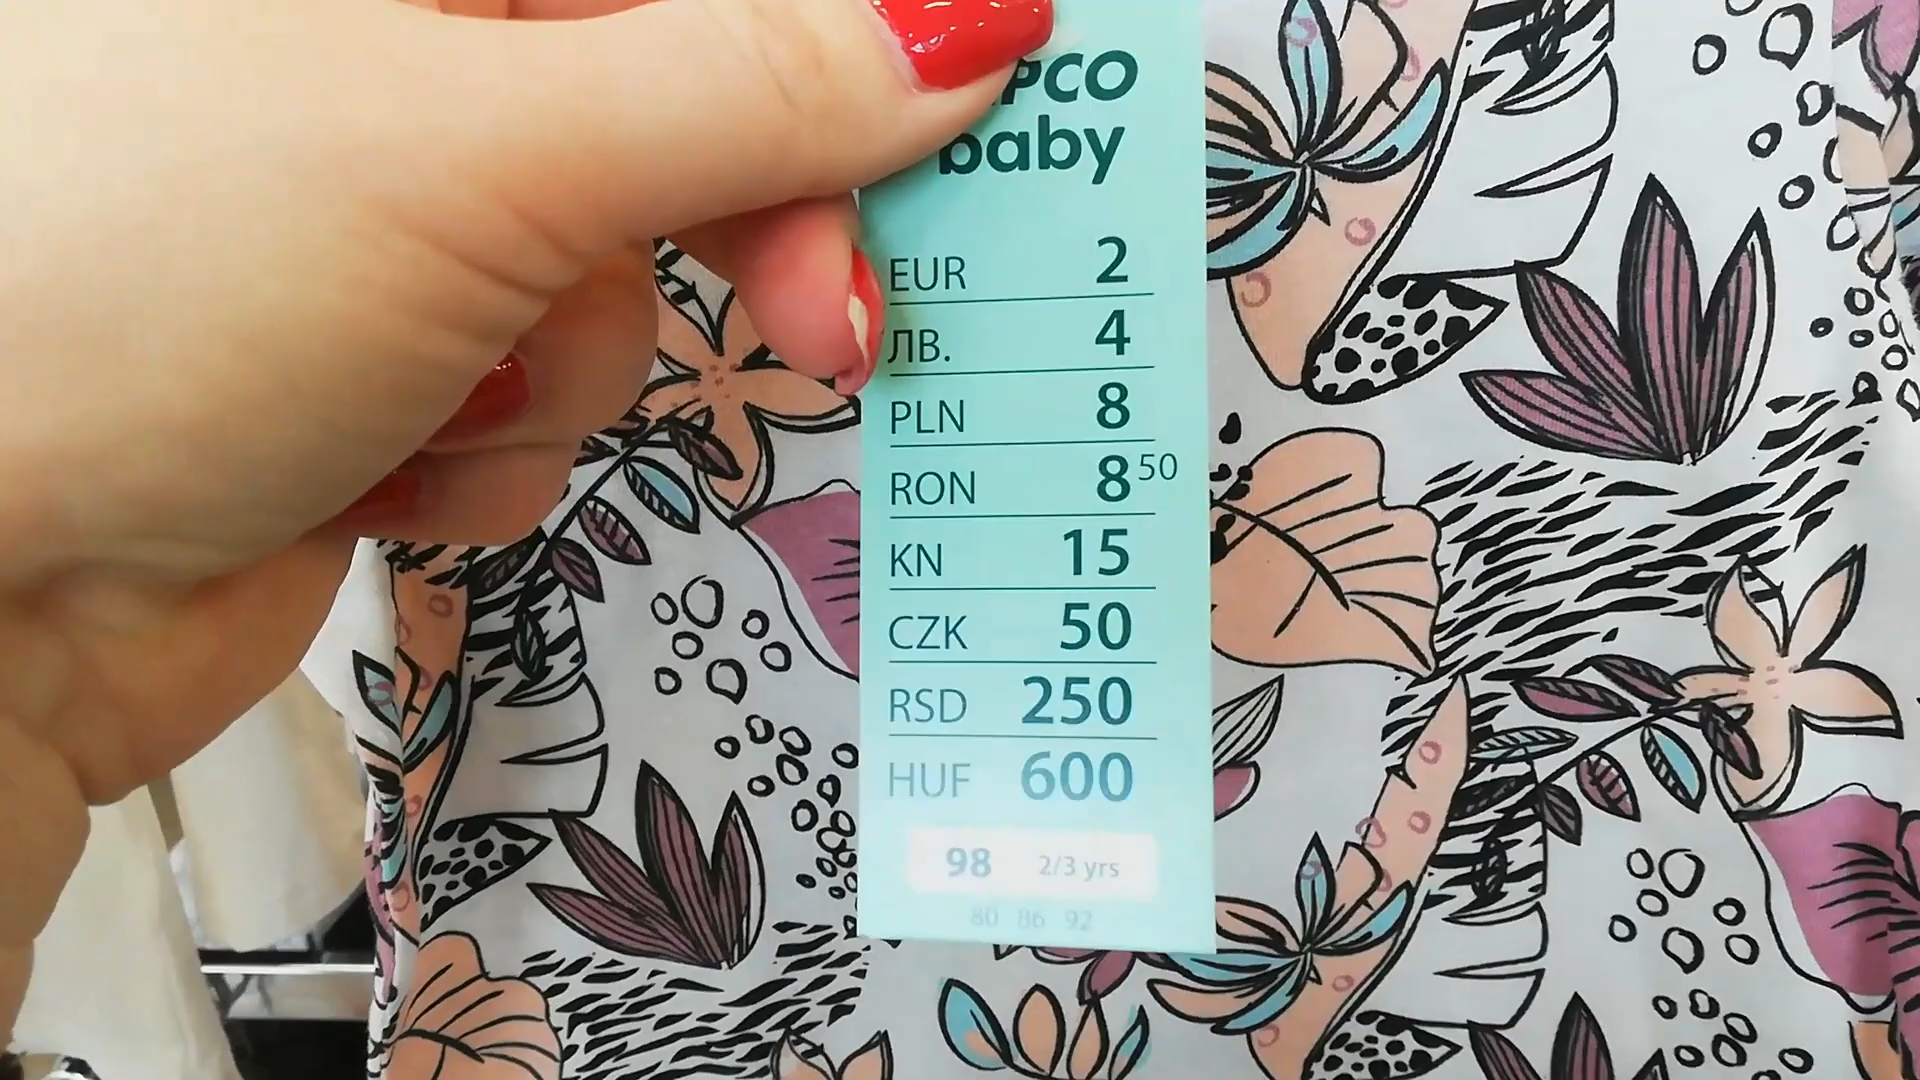 PCO
baby
EUR 2
ЛВ. 4
PLN 8
RON 8 50
KN 15
CZK 50
RSD 250
HUF 600
98 2/3 yrs
80 86 92